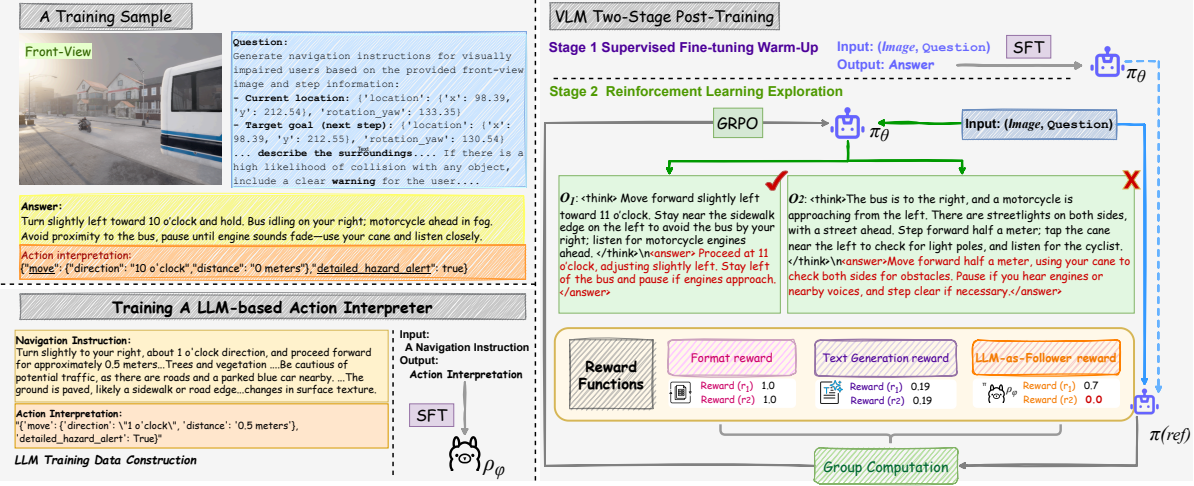 A Training Sample
Front-View
Question:
Generate navigation instructions for visually
impaired users based on the provided front-view
image and step information:
- Current location: {'location': {'x': 98.39,
'y': 212.54}, 'rotation_yaw': 133.35}
- Target goal (next step): {'location': {'x':
98.39, 'y': 212.55}, 'rotation_yaw': 130.54}
Text
... describe the surroundings.... If there is a
high likelihood of collision with any object,
include a clear warning for the user....
Answer:
Turn slightly left toward 10 o'clock and hold. Bus idling on your right; motorcycle ahead in fog.
Avoid proximity to the bus, pause until engine sounds fade—use your cane and listen closely.
Action interpretation:
{"move": {"direction": "10 o'clock","distance": "0 meters"},"detailed_hazard_alert": true}
Training A LLM-based Action Interpreter
Navigation Instruction:
Turn slightly to your right, about 1 o'clock direction, and proceed forward
for approximately 0.5 meters...Trees and vegetation ....Be cautious of
potential traffic, as there are roads and a parked blue car nearby. ...The
ground is paved, likely a sidewalk or road edge...changes in surface texture.
Action Interpretation:
"{'move': {'direction': \"1 o'clock\", 'distance': '0.5 meters'},
'detailed_hazard_alert': True}"
LLM Training Data Construction
Input:
A Navigation Instruction
Output:
Action Interpretation
SFT
ρφ
VLM Two-Stage Post-Training
Stage 1 Supervised Fine-tuning Warm-Up
Input: (Image, Question)
Output: Answer
SFT
πθ
Stage 2 Reinforcement Learning Exploration
GRPO
πθ
Input: (Image, Question)
O1: <think> Move forward slightly left
toward 11 o'clock. Stay near the sidewalk
edge on the left to avoid the bus by your
right; listen for motorcycle engines
ahead. </think>\n<answer> Proceed at 11
o'clock, adjusting slightly left. Stay left
of the bus and pause if engines approach.
</answer>
X
O2: <think>The bus is to the right, and a motorcycle is
approaching from the left. There are streetlights on both sides,
with a street ahead. Step forward half a meter; tap the cane
near the left to check for light poles, and listen for the cyclist.
</think>\n<answer>Move forward half a meter, using your cane to
check both sides for obstacles. Pause if you hear engines or
nearby voices, and step clear if necessary.</answer>
Reward
Functions
Format reward
Reward (r1) 1.0
Reward (r2) 1.0
Text Generation reward
Reward (r1) 0.19
Reward (r2) 0.19
LLM-as-Follower reward
" ρφ
Reward (r1) 0.7
Reward (r2) 0.0
π(ref)
Group Computation